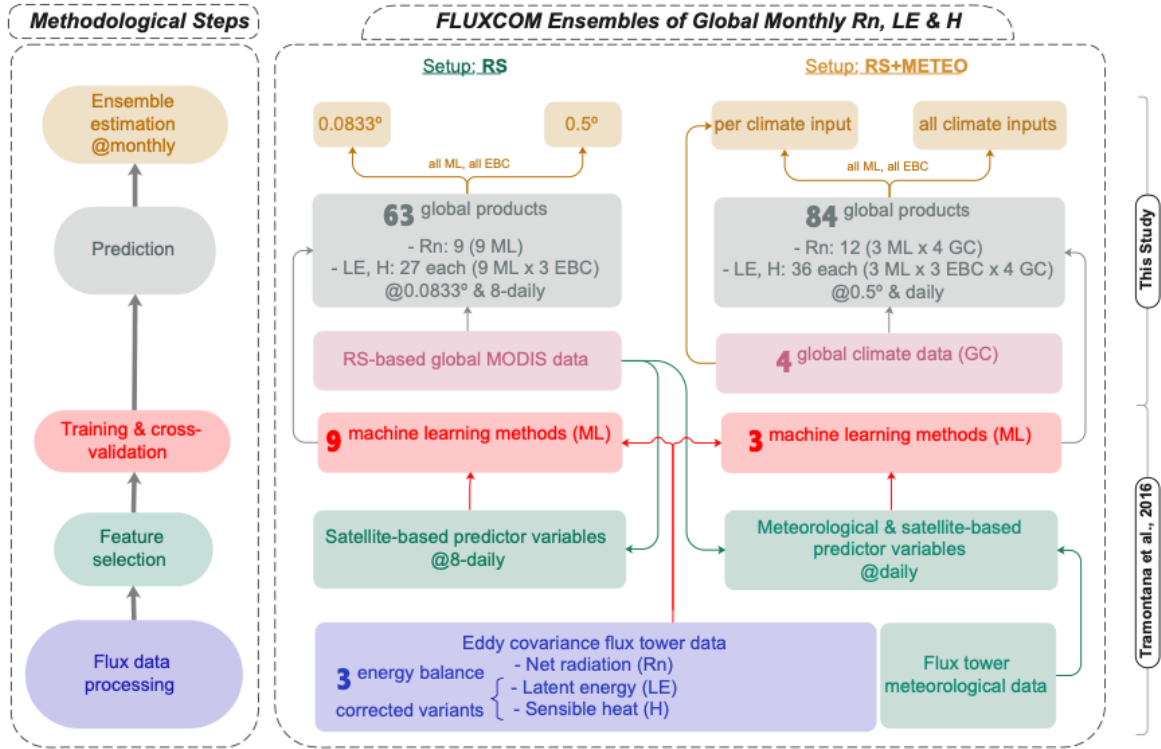 Methodological Steps
FLUXCOM Ensembles of Global Monthly Rn, LE & H
Ensemble
estimation
@monthly
Prediction
Training & cross-
validation
Feature
selection
Flux data
processing
Setup: RS
Setup: RS+METEO
0.0833º
0.5º
per climate input
all climate inputs
all ML, all EBC
all ML, all EBC
63 global products
- Rn: 9 (9 ML)
- LE, H: 27 each (9 ML x 3 EBC)
@0.0833º & 8-daily
84 global products
- Rn: 12 (3 ML x 4 GC)
- LE, H: 36 each (3 ML x 3 EBC x 4 GC)
@0.5º & daily
RS-based global MODIS data
4 global climate data (GC)
9 machine learning methods (ML)
3 machine learning methods (ML)
Satellite-based predictor variables
@8-daily
Meteorological & satellite-based
predictor variables
@daily
Eddy covariance flux tower data
3 energy balance
corrected variants
- Net radiation (Rn)
- Latent energy (LE)
- Sensible heat (H)
Flux tower
meteorological data
This Study
Tramontana et al., 2016